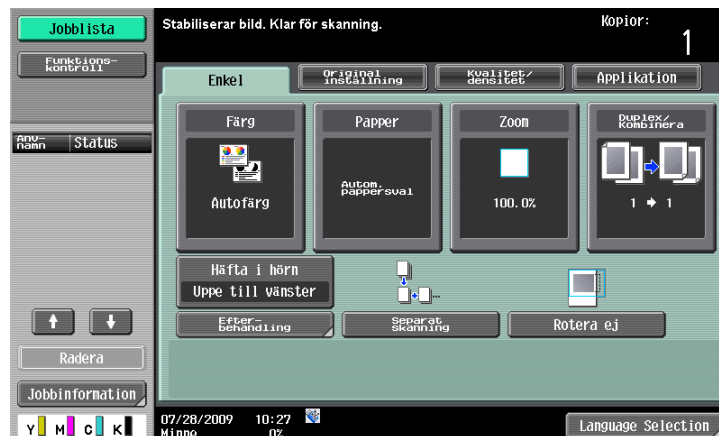 Jobblista
Stabiliserar bild. Klar för skanning.
Kopior:
1
Funktions-
kontroll
Enkel
Original
inställning
Kvalitet/
densitet
Applikation
Anv-
namn
Status
Färg
Papper
Zoom
Duplex/
Kombinera
Autofärg
Autom.
pappersval
100.0%
1 → 1
Häfta i hörn
Uppe till vänster
Efter-
behandling
Separat
skanning
Rotera ej
Radera
Jobbinformation
Y M C K
07/28/2009 10:27
Minne 0%
Language Selection